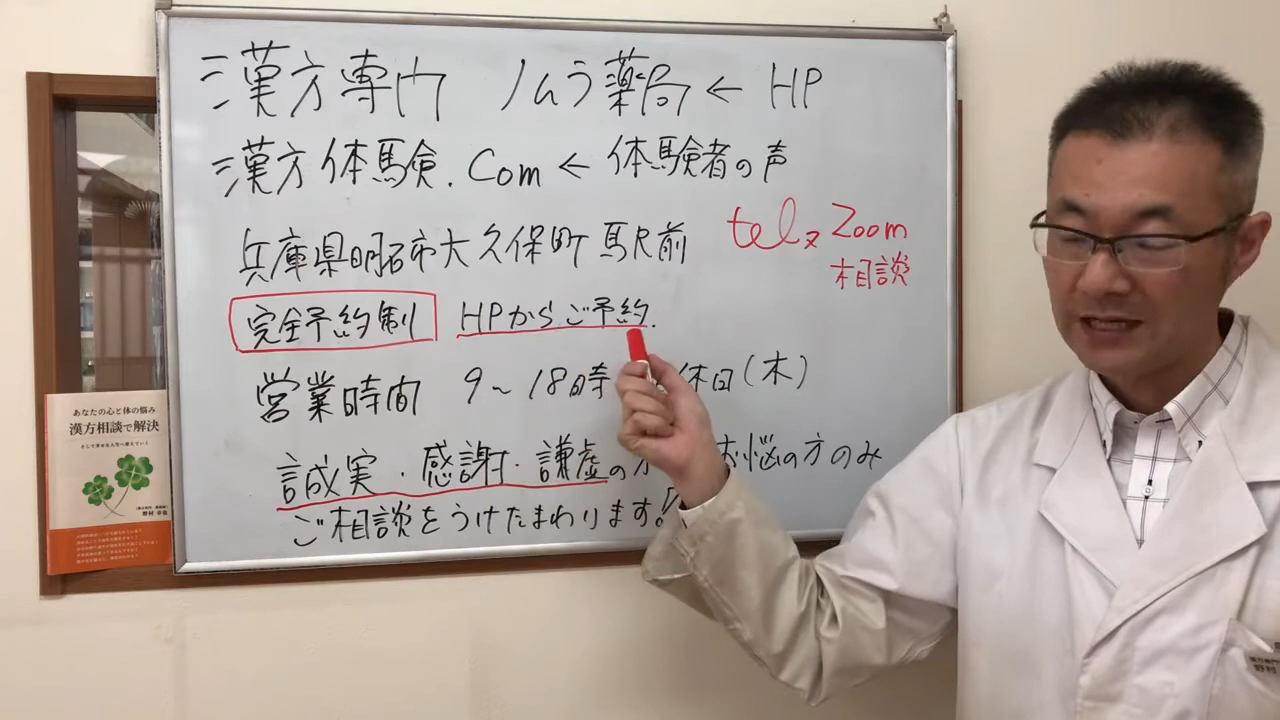 漢方専門 ノムラ薬局 ← HP
漢方体験.Com ← 体験者の声
兵庫県明石市大久保町 駅前
tel Zoom
相談
完全予約制 HPからご予約.
営業時間 9〜18時 休日(木)
誠実・感謝・謙虚の お悩の方のみ
ご相談をうけたまわります!
あなたの心と体の悩み
漢方相談で解決
野村